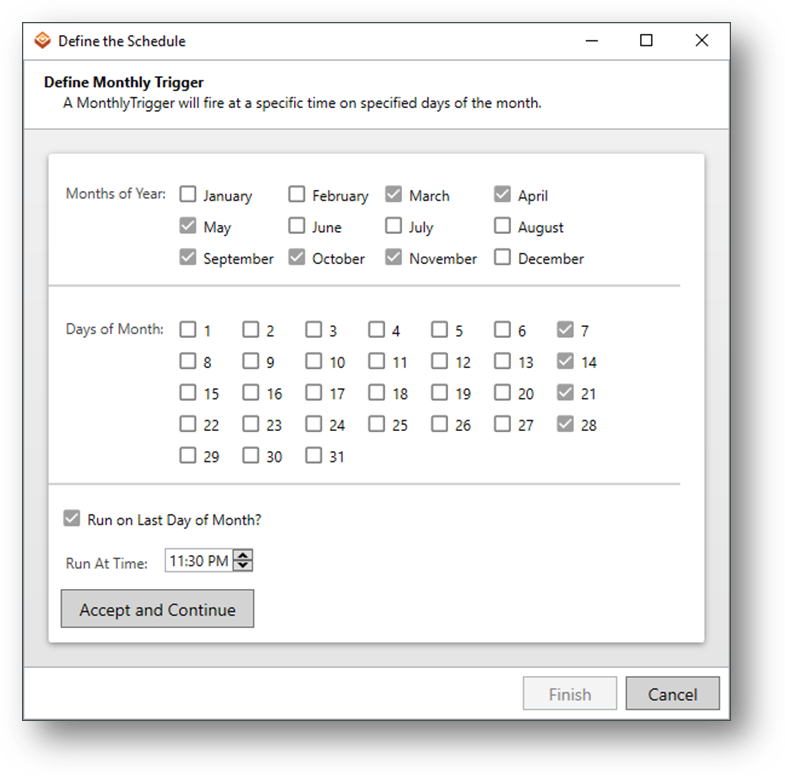 Define the Schedule
Define Monthly Trigger
A MonthlyTrigger will fire at a specific time on specified days of the month.
Months of Year: January February March April
May June July August
September October November December
Days of Month: 1 2 3 4 5 6 7
8 9 10 11 12 13 14
15 16 17 18 19 20 21
22 23 24 25 26 27 28
29 30 31
Run on Last Day of Month?
Run At Time: 11:30 PM
Accept and Continue
Finish Cancel